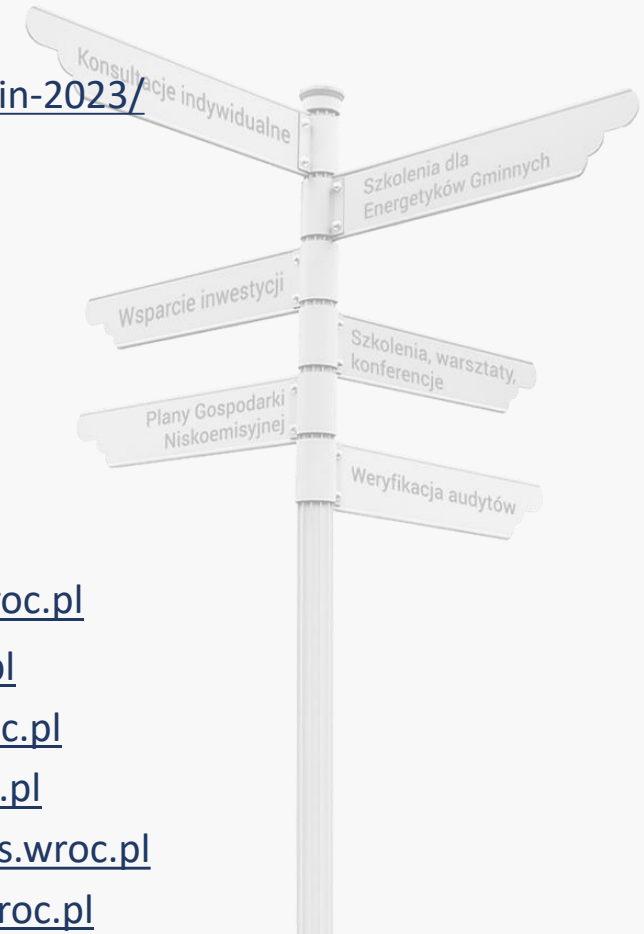 in-2023/
Konsultacje indywidualne
Szkolenia dla
Energetyków Gminnych
Wsparcie inwestycji
Szkolenia, warsztaty,
konferencje
Plany Gospodarki
Niskoemisyjnej
Weryfikacja audytów
roc.pl
pl
c.pl
.pl
s.wroc.pl
roc.pl